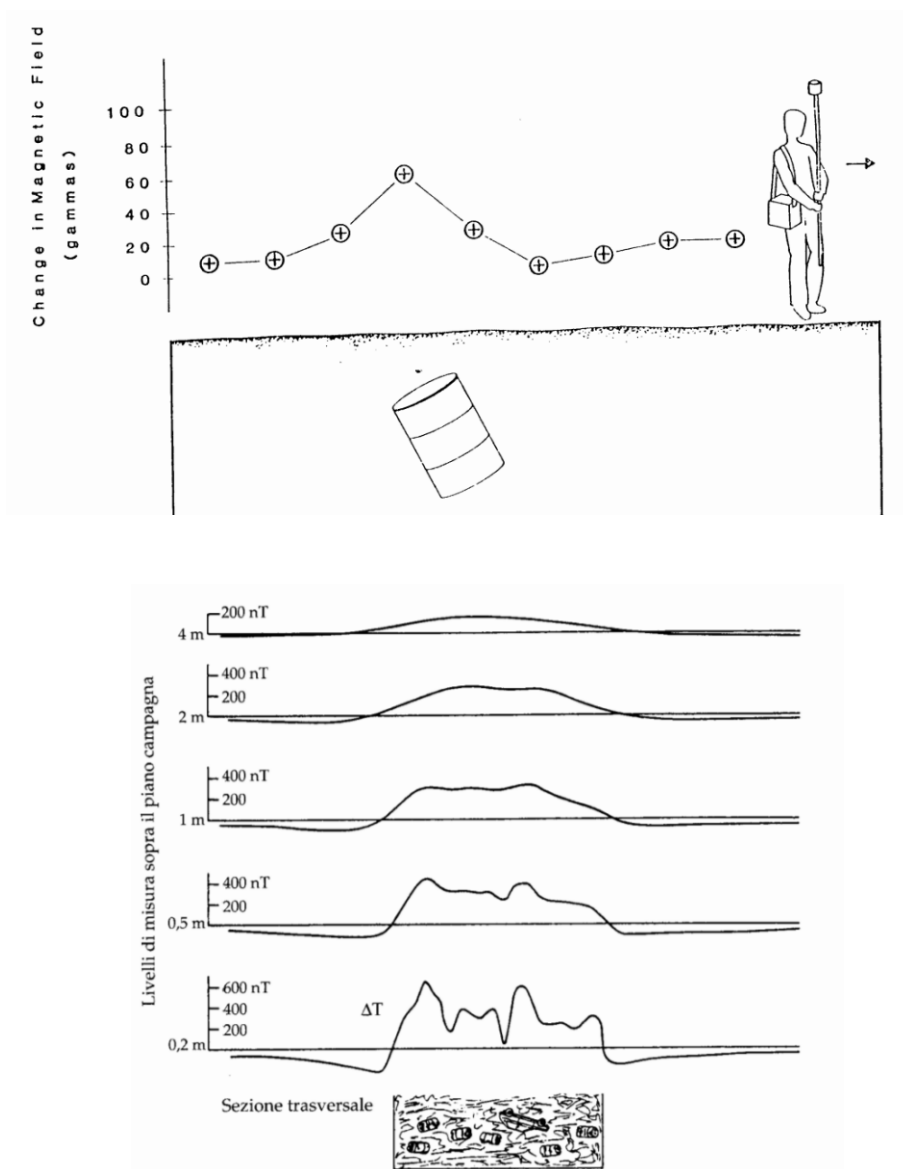 Change in Magnetic Field
(gammas)
100
80
60
40
20
0
Livelli di misura sopra il piano campagna
200 nT
4 m
400 nT
200
2 m
400 nT
200
1 m
400 nT
200
0,5 m
600 nT
400
200
ΔT
0,2 m
Sezione trasversale